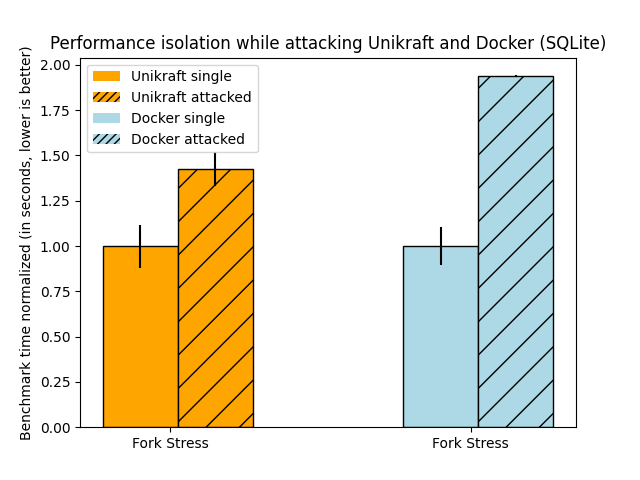 Performance isolation while attacking Unikraft and Docker (SQLite)
Benchmark time normalized (in seconds, lower is better)
2.00
1.75
1.50
1.25
1.00
0.75
0.50
0.25
0.00
Unikraft single
Unikraft attacked
Docker single
Docker attacked
Fork Stress
Fork Stress